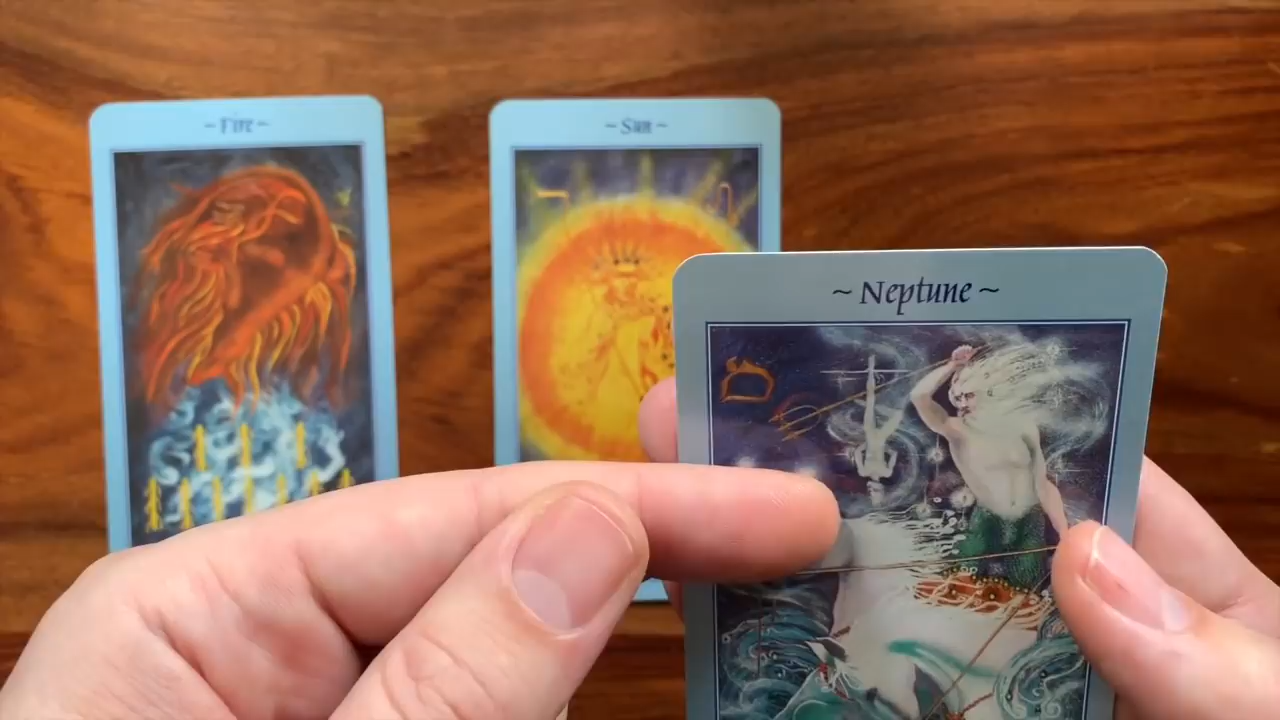 ~ Fire ~
~ Sun ~
~ Neptune ~
ם